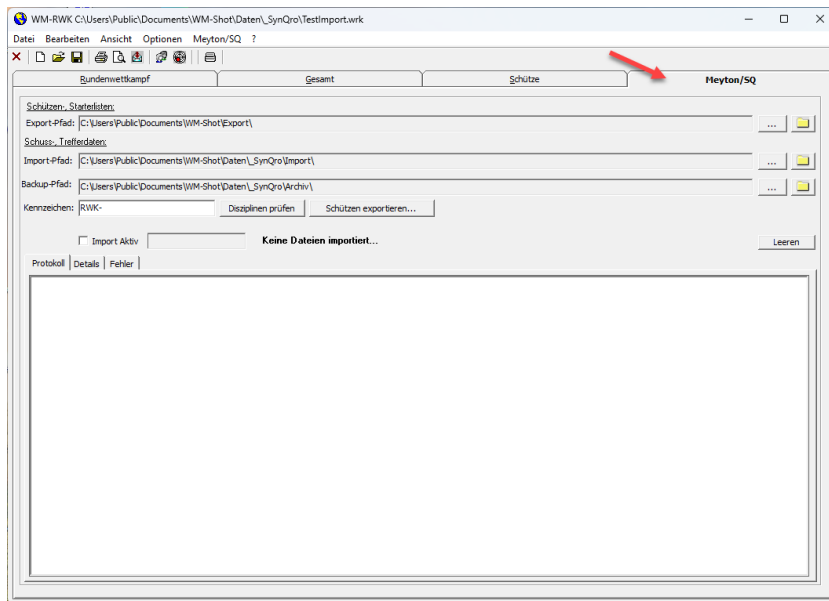 WM-RWK C:\Users\Public\Documents\WM-Shot\Daten\_SynQro\TestImport.wrk
Datei Bearbeiten Ansicht Optionen Meyton/SQ ?
Rundenwettkampf Gesamt Schütze Meyton/SQ
Schützen-, Starterlisten:
Export-Pfad: C:\Users\Public\Documents\WM-Shot\Export\ ...
Schuss-, Trefferdaten:
Import-Pfad: C:\Users\Public\Documents\WM-Shot\Daten\_SynQro\Import\ ...
Backup-Pfad: C:\Users\Public\Documents\WM-Shot\Daten\_SynQro\Archiv\ ...
Kennzeichen: RWK- Disziplinen prüfen Schützen exportieren...
Import Aktiv Keine Dateien importiert... Leeren
Protokoll Details Fehler